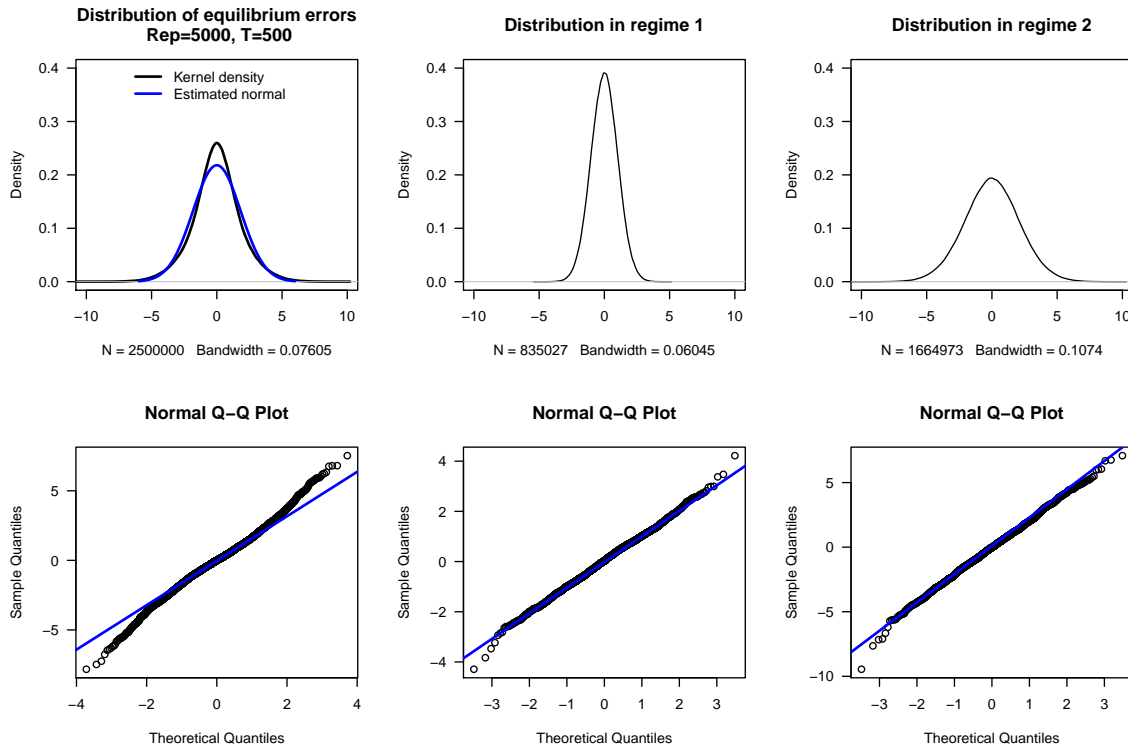 Distribution of equilibrium errors
Rep=5000, T=500
Kernel density
Estimated normal
Density
0.0
0.1
0.2
0.3
0.4
−10 −5 0 5 10
N = 2500000 Bandwidth = 0.07605
Distribution in regime 1
Density
0.0
0.1
0.2
0.3
0.4
−10 −5 0 5 10
N = 835027 Bandwidth = 0.06045
Distribution in regime 2
Density
0.0
0.1
0.2
0.3
0.4
−10 −5 0 5 10
N = 1664973 Bandwidth = 0.1074
Normal Q−Q Plot
Sample Quantiles
−5
0
5
−4 −2 0 2 4
Theoretical Quantiles
Normal Q−Q Plot
Sample Quantiles
−4
−2
0
2
4
−3 −2 −1 0 1 2 3
Theoretical Quantiles
Normal Q−Q Plot
Sample Quantiles
−10
−5
0
5
−3 −2 −1 0 1 2 3
Theoretical Quantiles